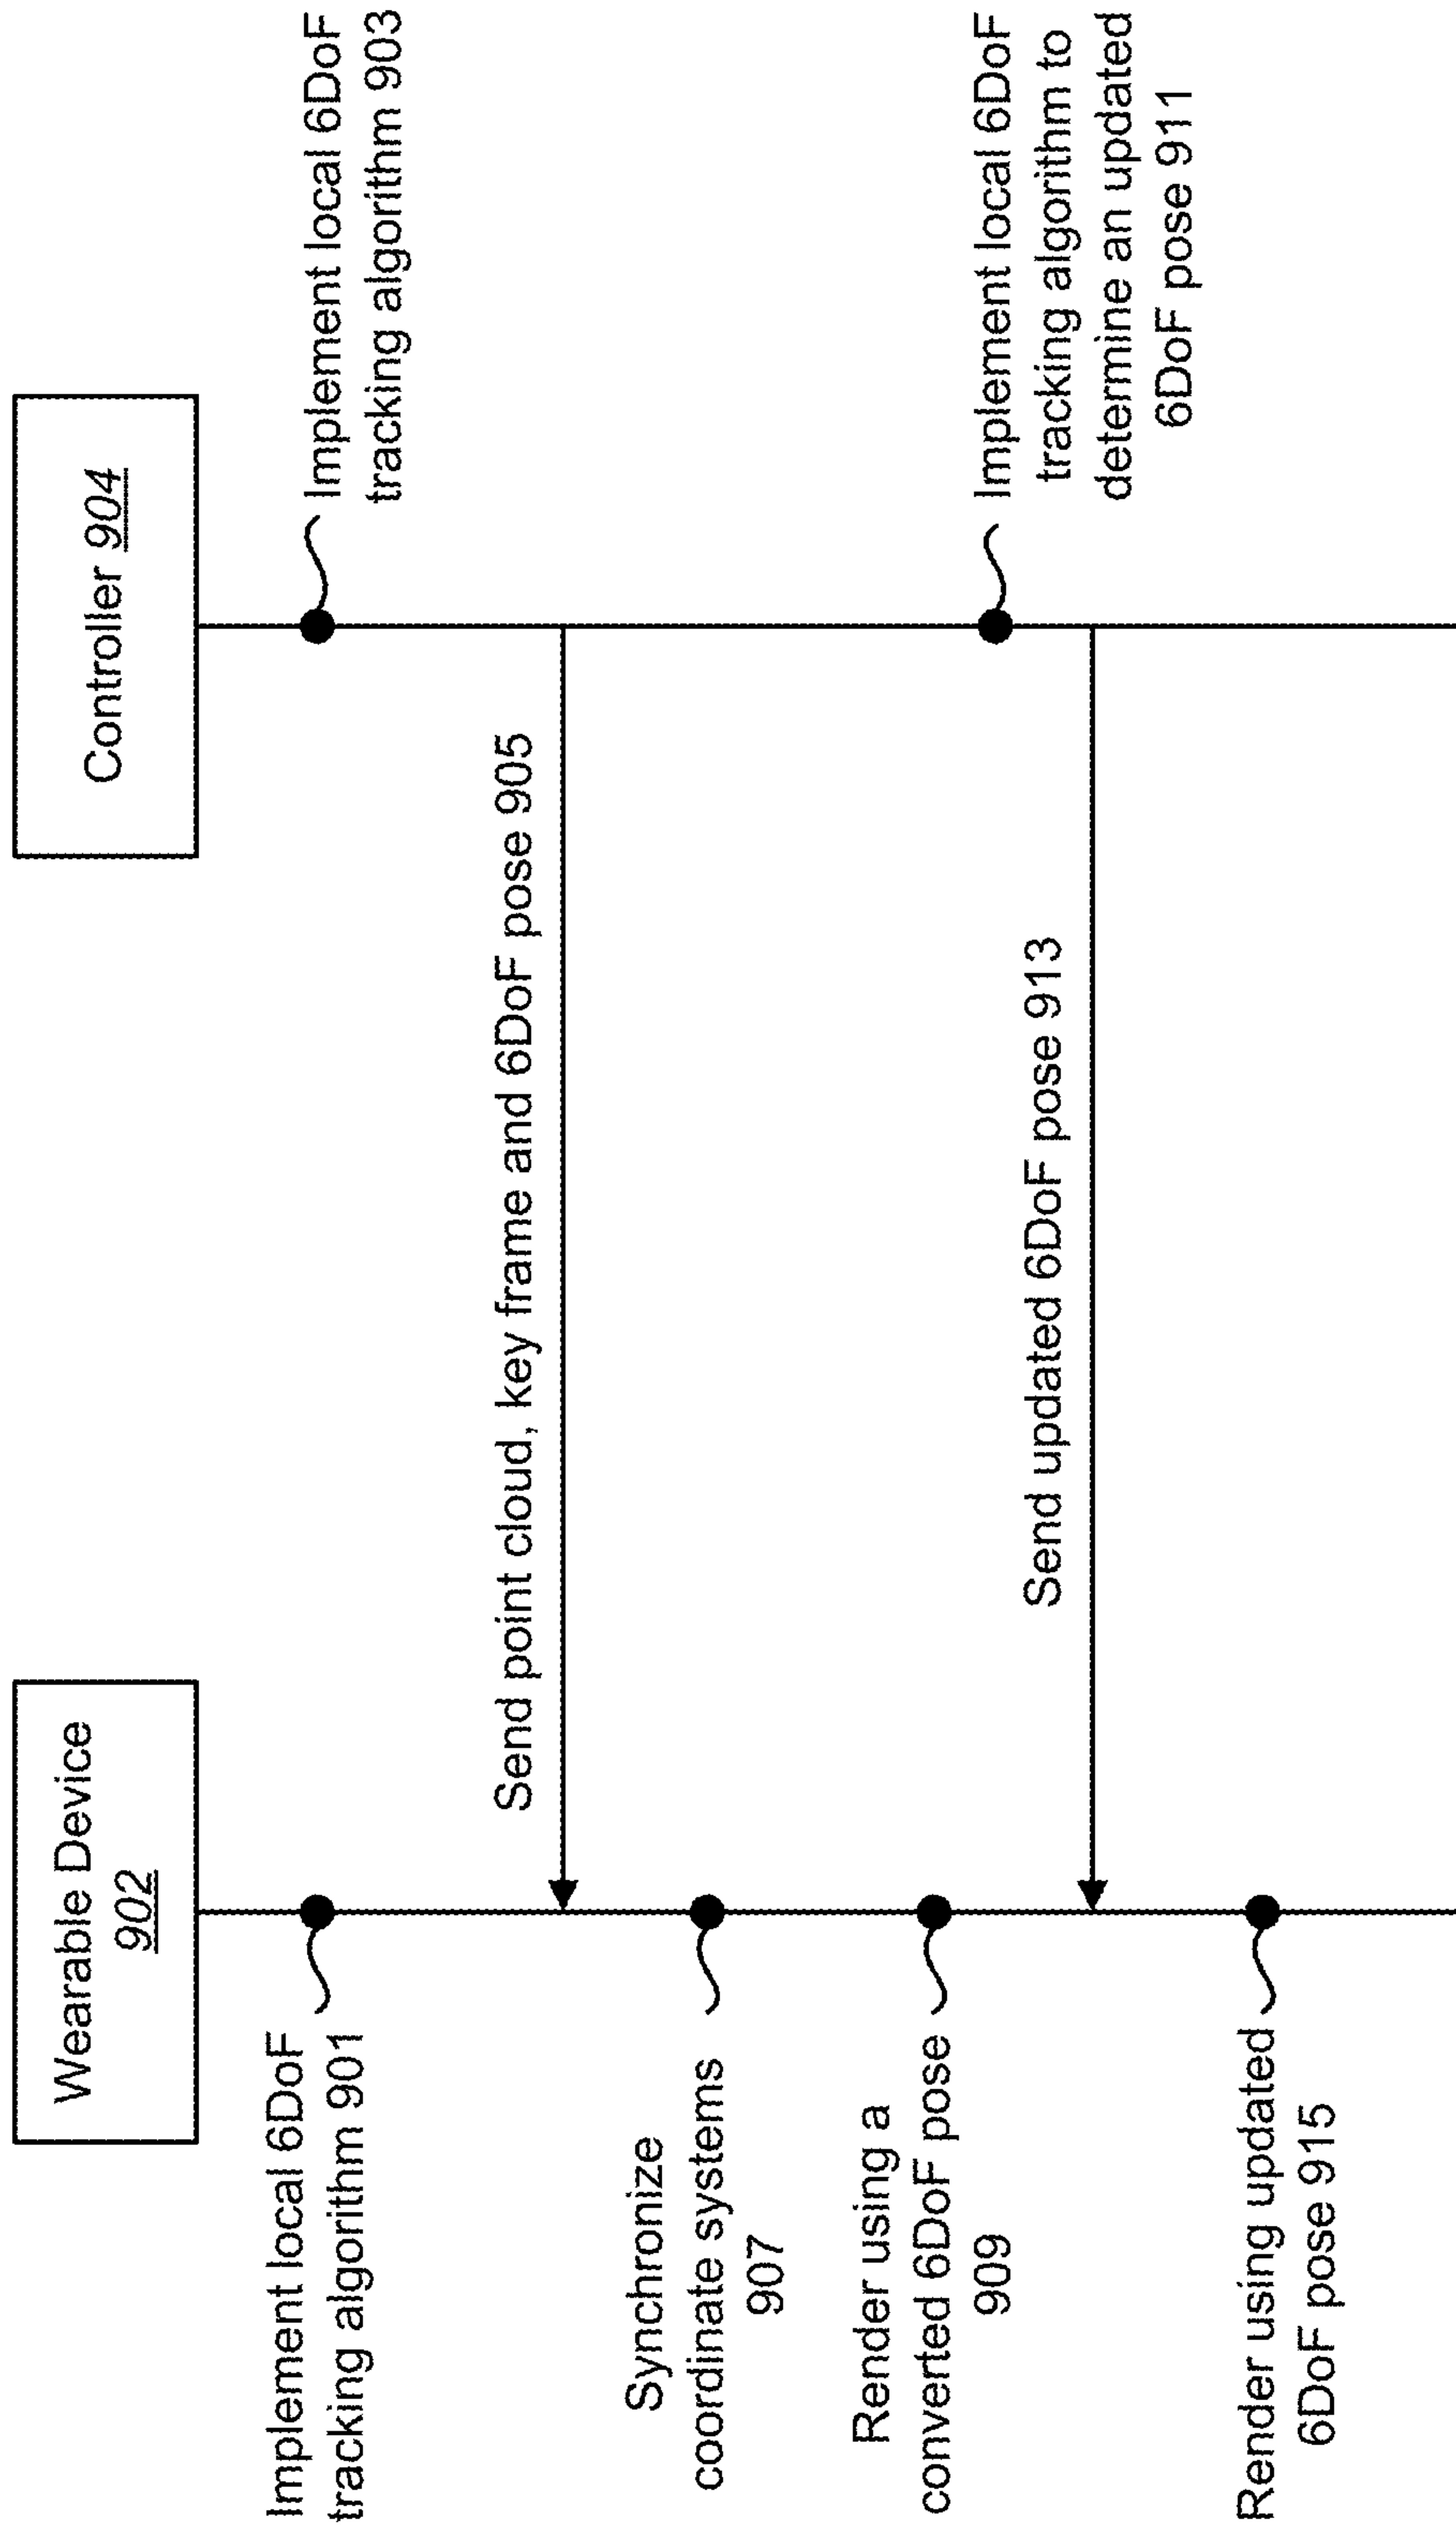 Wearable Device
902
Controller 904
Implement local 6DoF
tracking algorithm 901
Implement local 6DoF
tracking algorithm 903
Send point cloud, key frame and 6DoF pose 905
Synchronize
coordinate systems
907
Render using a
converted 6DoF pose
909
Implement local 6DoF
tracking algorithm to
determine an updated
6DoF pose 911
Send updated 6DoF pose 913
Render using updated
6DoF pose 915